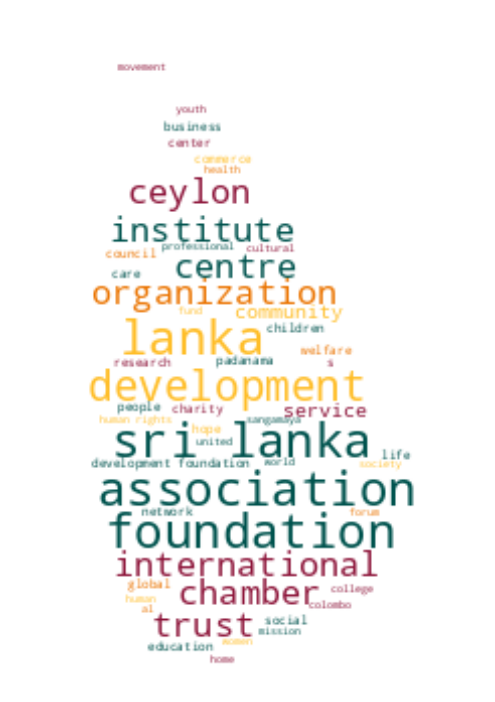 movement
youth
business
center
commerce
health
ceylon
institute
professional cultural
council
centre
care
organization
fund community
lanka children
welfare
research padanama s
development
people charity service
human rights sangamaya
hope
sri lanka
united
life
development foundation world society
association
network forum
foundation
international
global college
chamber
human colombo
al
trust social
mission
education women
home